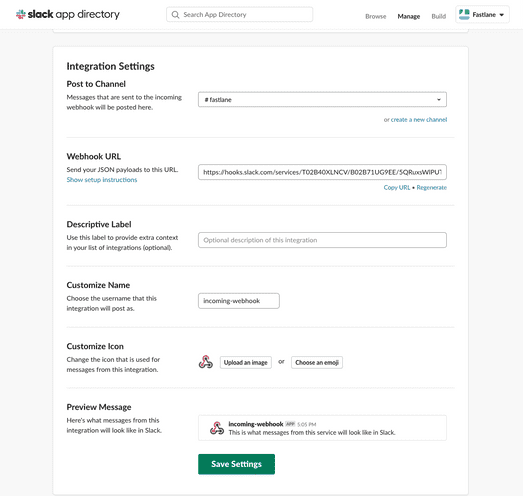 slack app directory
Search App Directory
Browse Manage Build Fastlane
Integration Settings
Post to Channel
Messages that are sent to the incoming
webhook will be posted here.
# fastlane
or create a new channel
Webhook URL
Send your JSON payloads to this URL.
Show setup instructions
https://hooks.slack.com/services/T02B40XLNCV/B02B71UG9EE/5QRuxsWlPU
Copy URL • Regenerate
Descriptive Label
Use this label to provide extra context
in your list of integrations (optional).
Optional description of this integration
Customize Name
Choose the username that this
integration will post as.
incoming-webhook
Customize Icon
Change the icon that is used for
messages from this integration.
Upload an image or Choose an emoji
Preview Message
Here's what messages from this
integration will look like in Slack.
incoming-webhook APP 5:05 PM
This is what messages from this service will look like in Slack.
Save Settings